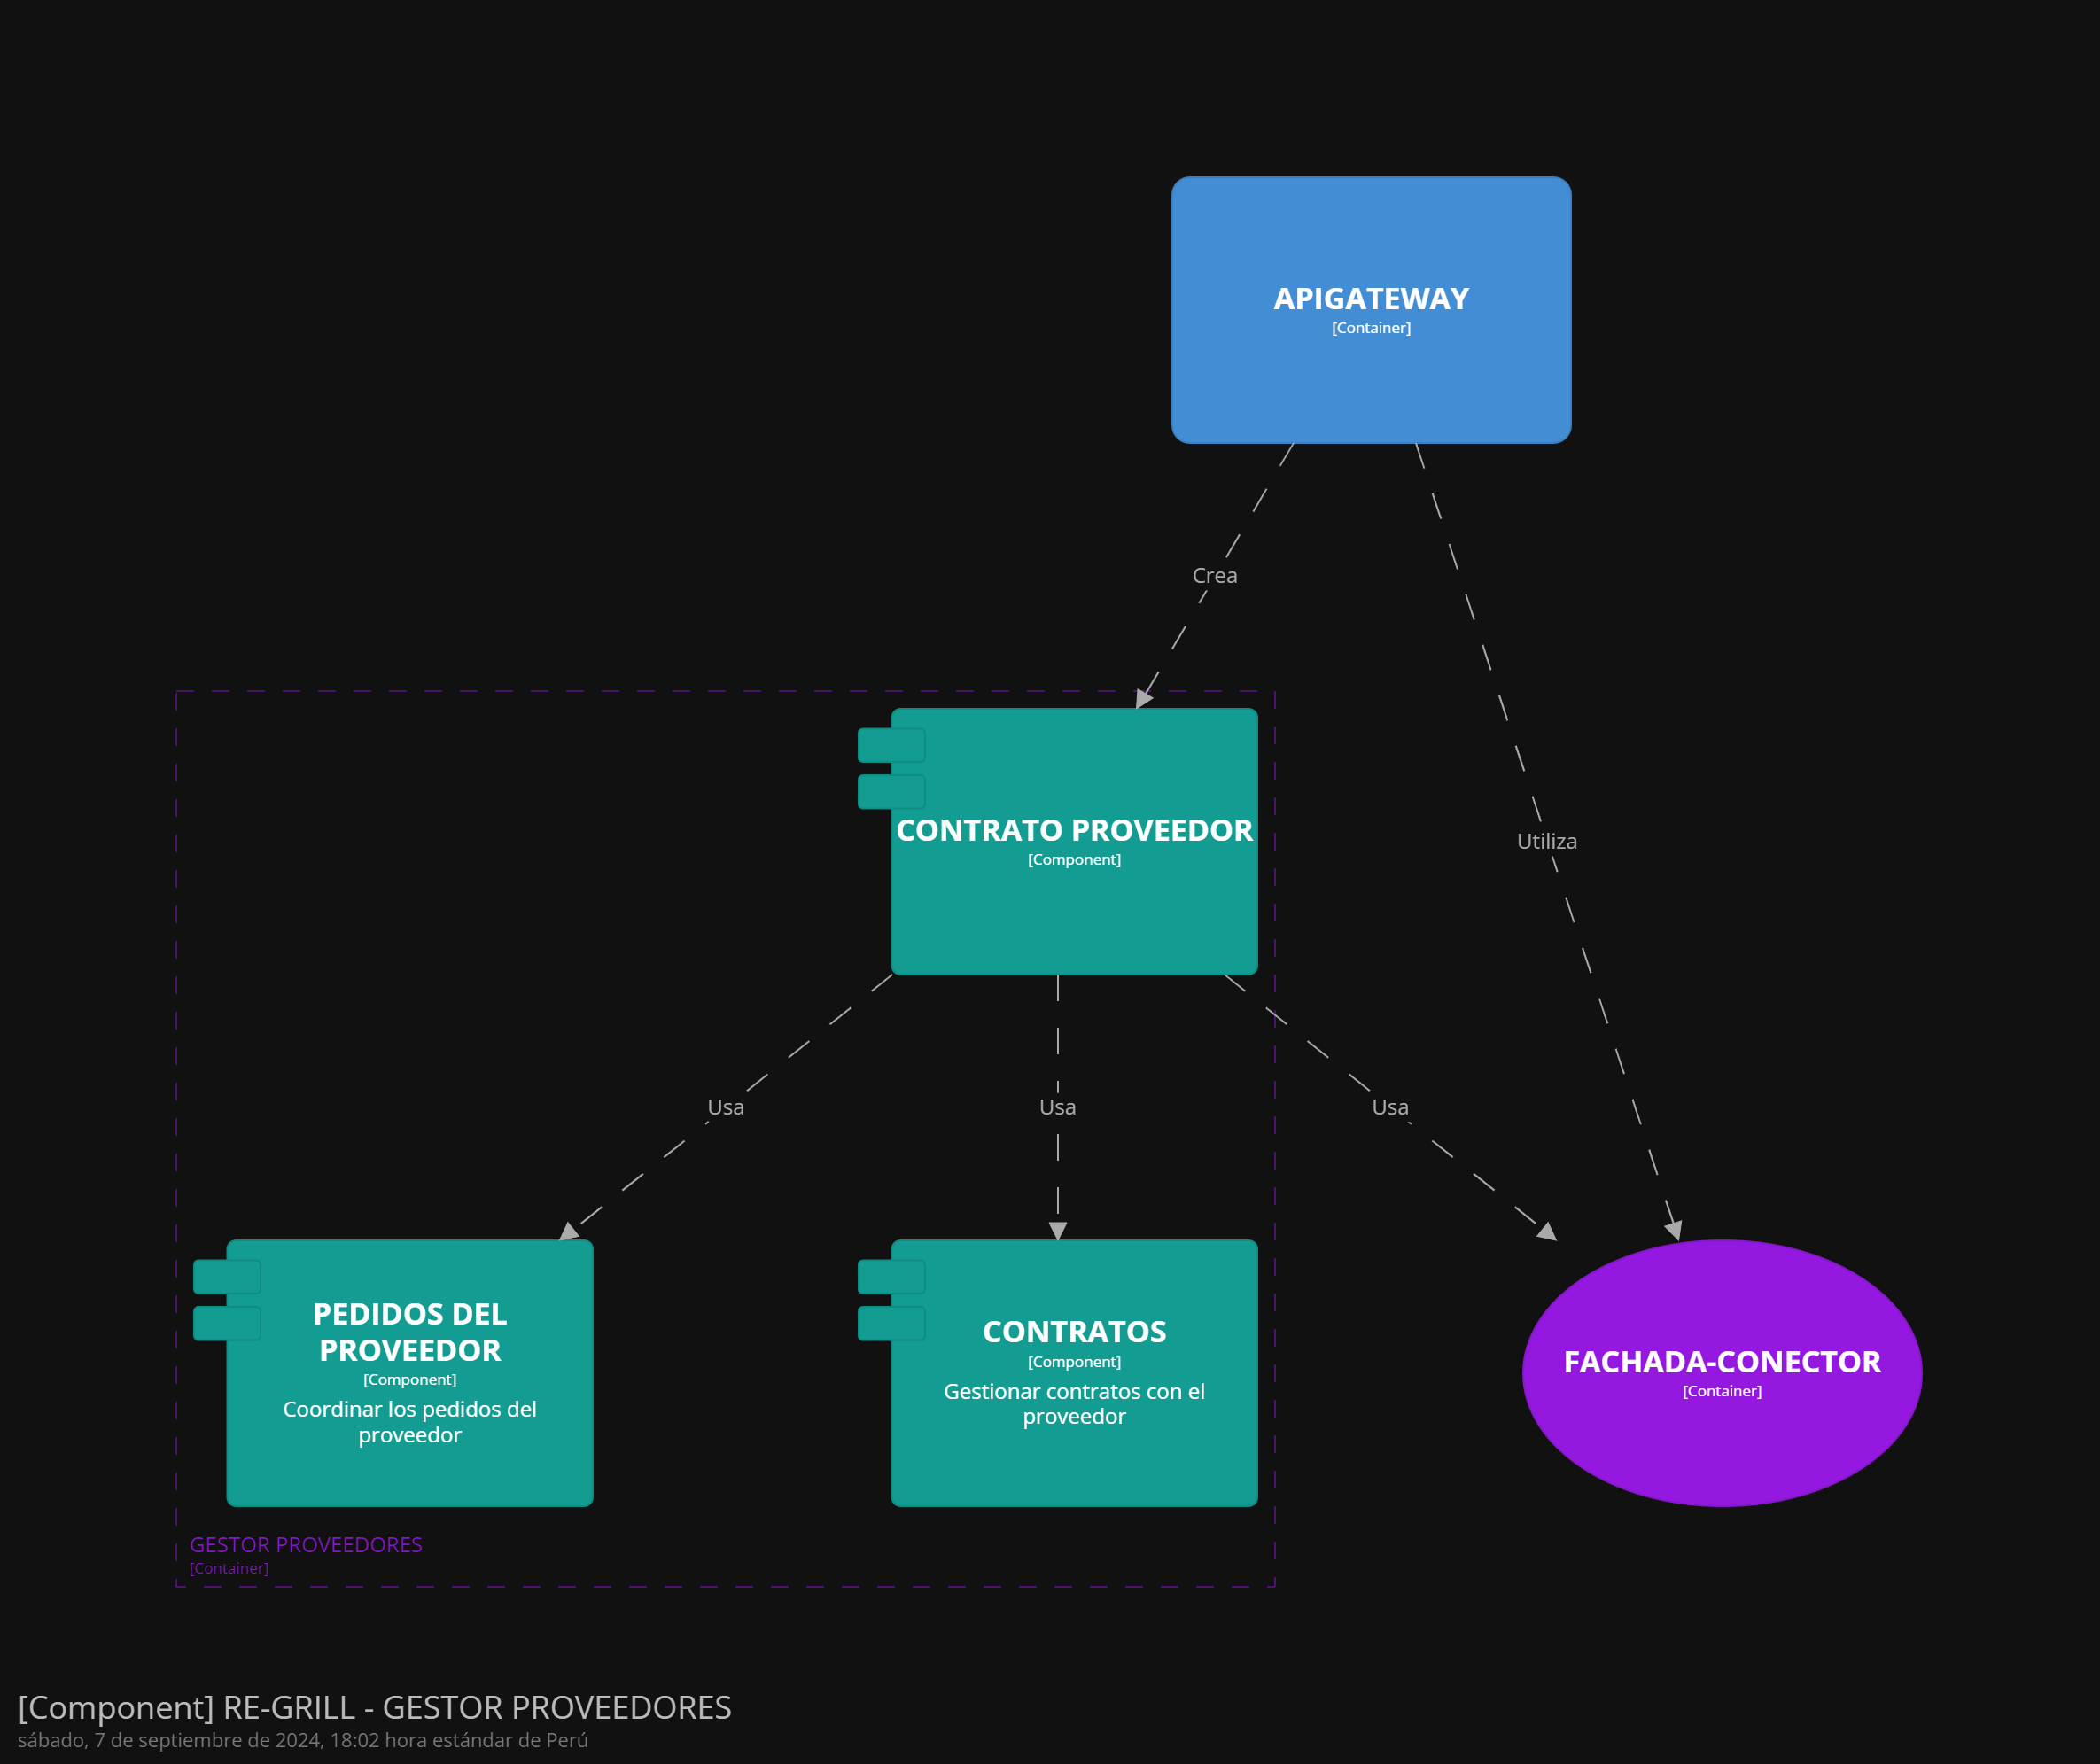 APIGATEWAY
[Container]
Crea
CONTRATO PROVEEDOR
[Component]
Utiliza
Usa
Usa
Usa
PEDIDOS DEL
PROVEEDOR
[Component]
Coordinar los pedidos del
proveedor
CONTRATOS
[Component]
Gestionar contratos con el
proveedor
FACHADA-CONECTOR
[Container]
GESTOR PROVEEDORES
[Container]
[Component] RE-GRILL - GESTOR PROVEEDORES
sábado, 7 de septiembre de 2024, 18:02 hora estándar de Perú